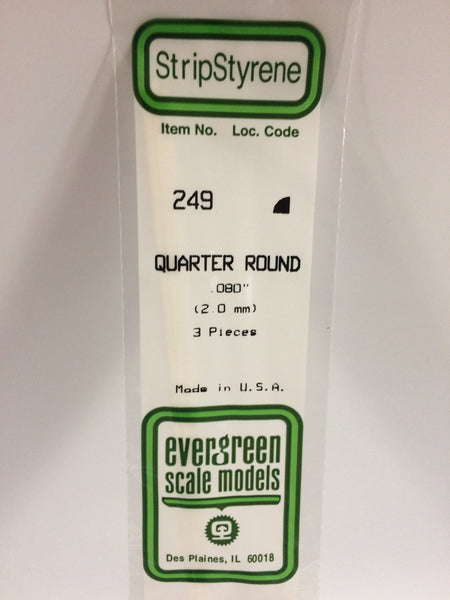 StripStyrene
Item No. Loc. Code
249
QUARTER ROUND
.080"
(2.0 mm)
3 Pieces
Made in U.S.A.
evergreen
scale models
Des Plaines, IL 60018